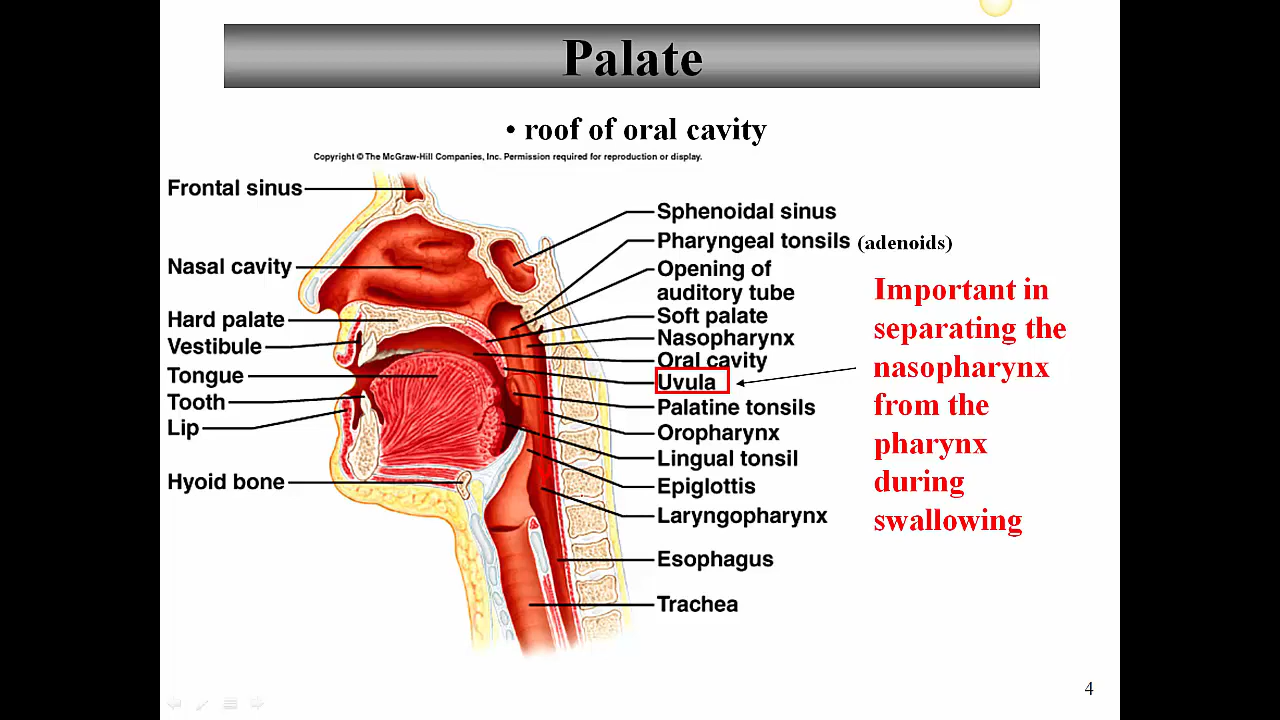 Palate
• roof of oral cavity
Copyright © The McGraw-Hill Companies, Inc. Permission required for reproduction or display.
Frontal sinus
Nasal cavity
Hard palate
Vestibule
Tongue
Tooth
Lip
Hyoid bone
Sphenoidal sinus
Pharyngeal tonsils (adenoids)
Opening of
auditory tube
Soft palate
Nasopharynx
Oral cavity
Uvula
Palatine tonsils
Oropharynx
Lingual tonsil
Epiglottis
Laryngopharynx
Esophagus
Trachea
Important in
separating the
nasopharynx
from the
pharynx
during
swallowing
4